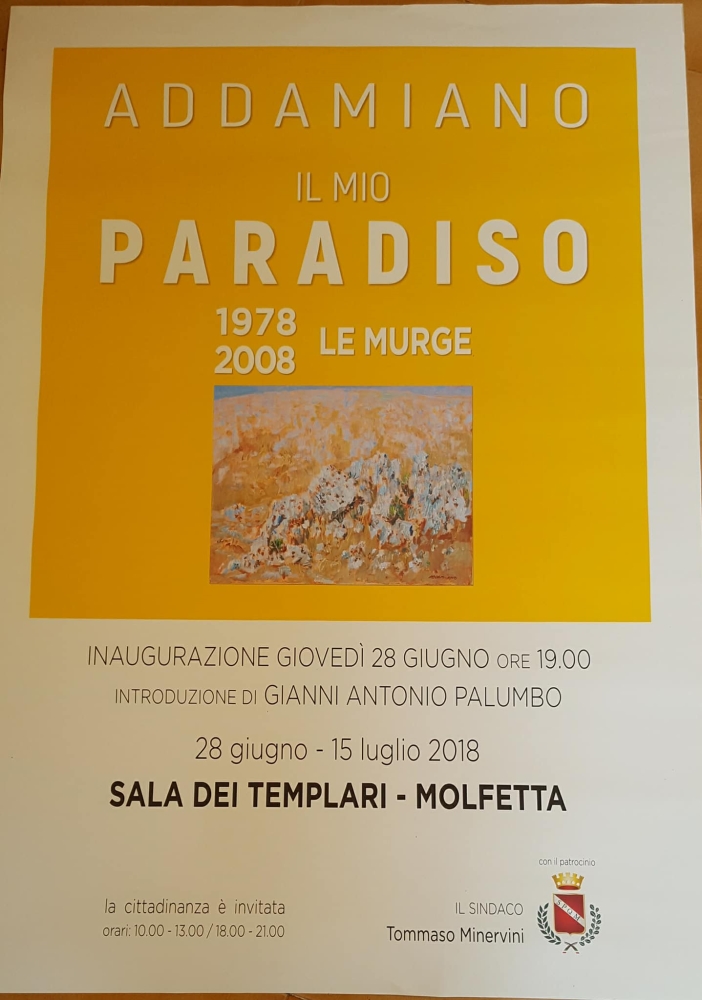 ADDAMIANO
IL MIO
PARADISO
1978
2008
LE MURGE
INAUGURAZIONE GIOVEDÌ 28 GIUGNO ORE 19.00
INTRODUZIONE DI GIANNI ANTONIO PALUMBO
28 giugno - 15 luglio 2018
SALA DEI TEMPLARI - MOLFETTA
la cittadinanza è invitata
orari: 10.00 - 13.00 / 18.00 - 21.00
con il patrocinio
IL SINDACO
Tommaso Minervini
S.P.Q.M.